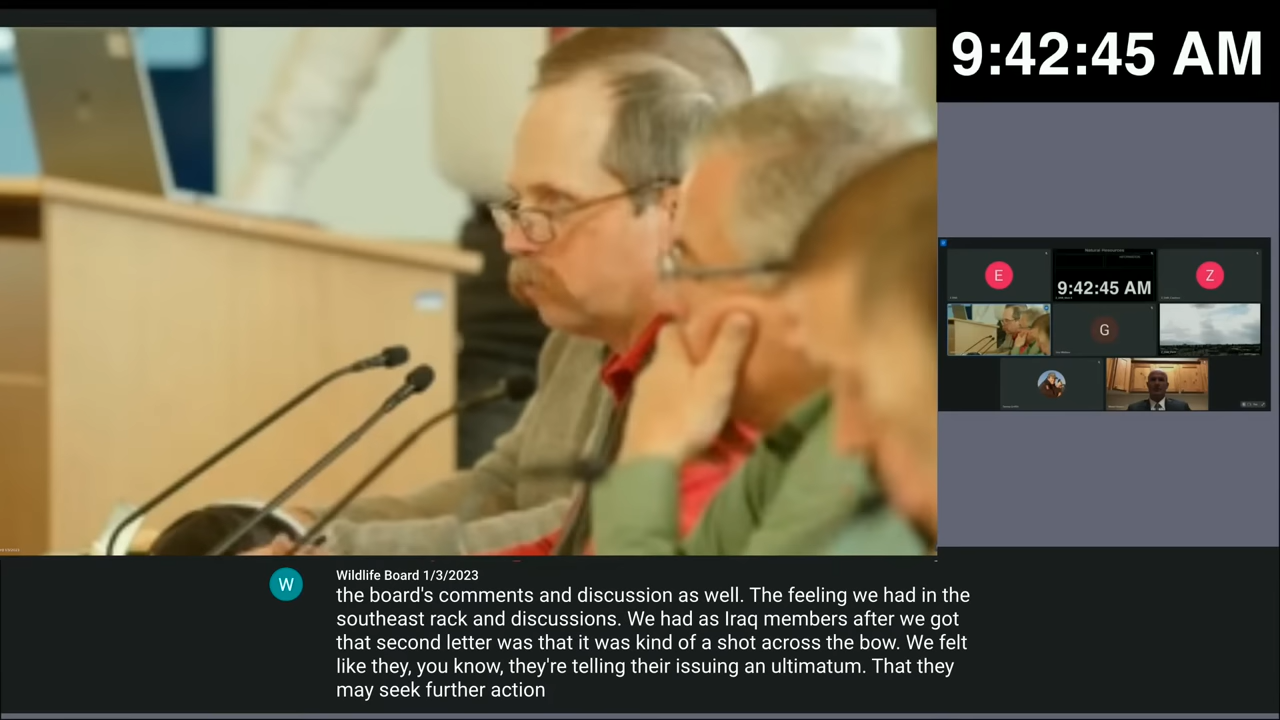 9:42:45 AM
E
9:42:45 AM
Z
G
W
Wildlife Board 1/3/2023
the board's comments and discussion as well. The feeling we had in the
southeast rack and discussions. We had as Iraq members after we got
that second letter was that it was kind of a shot across the bow. We felt
like they, you know, they're telling their issuing an ultimatum. That they
may seek further action